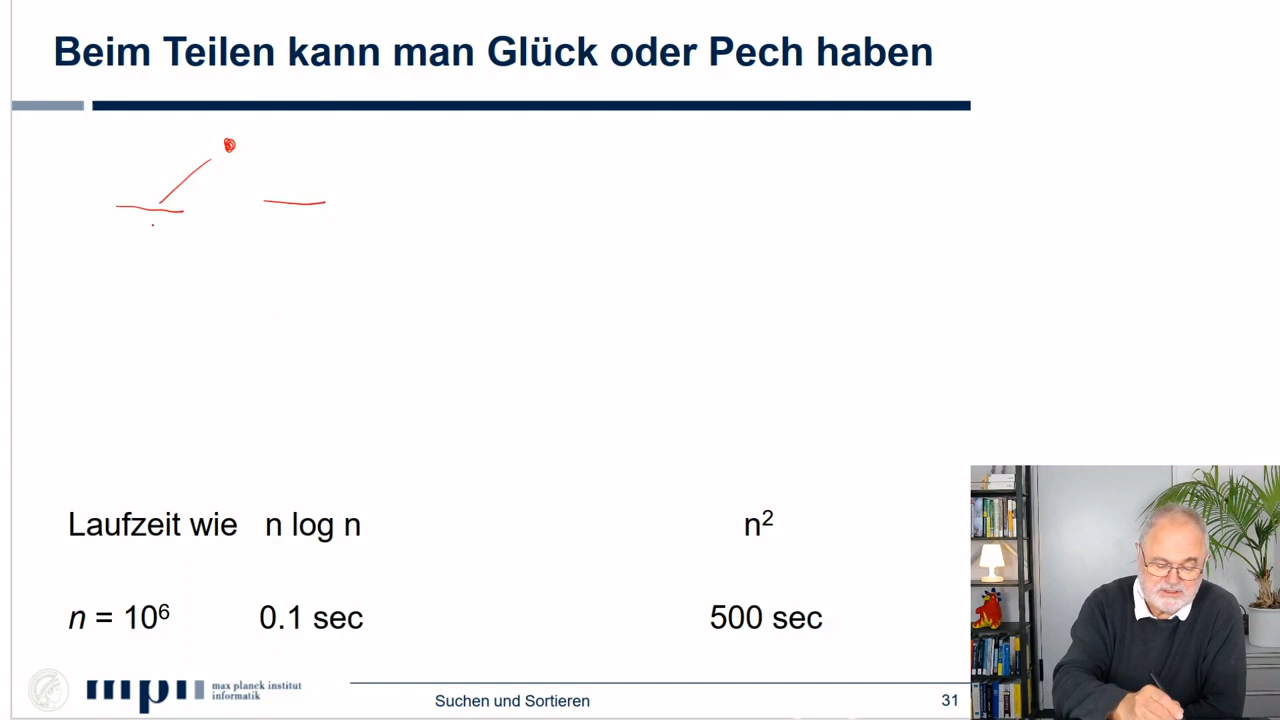 Beim Teilen kann man Glück oder Pech haben
Laufzeit wie n log n n²
n = 10⁶ 0.1 sec 500 sec
max planck institut
informatik
Suchen und Sortieren 31